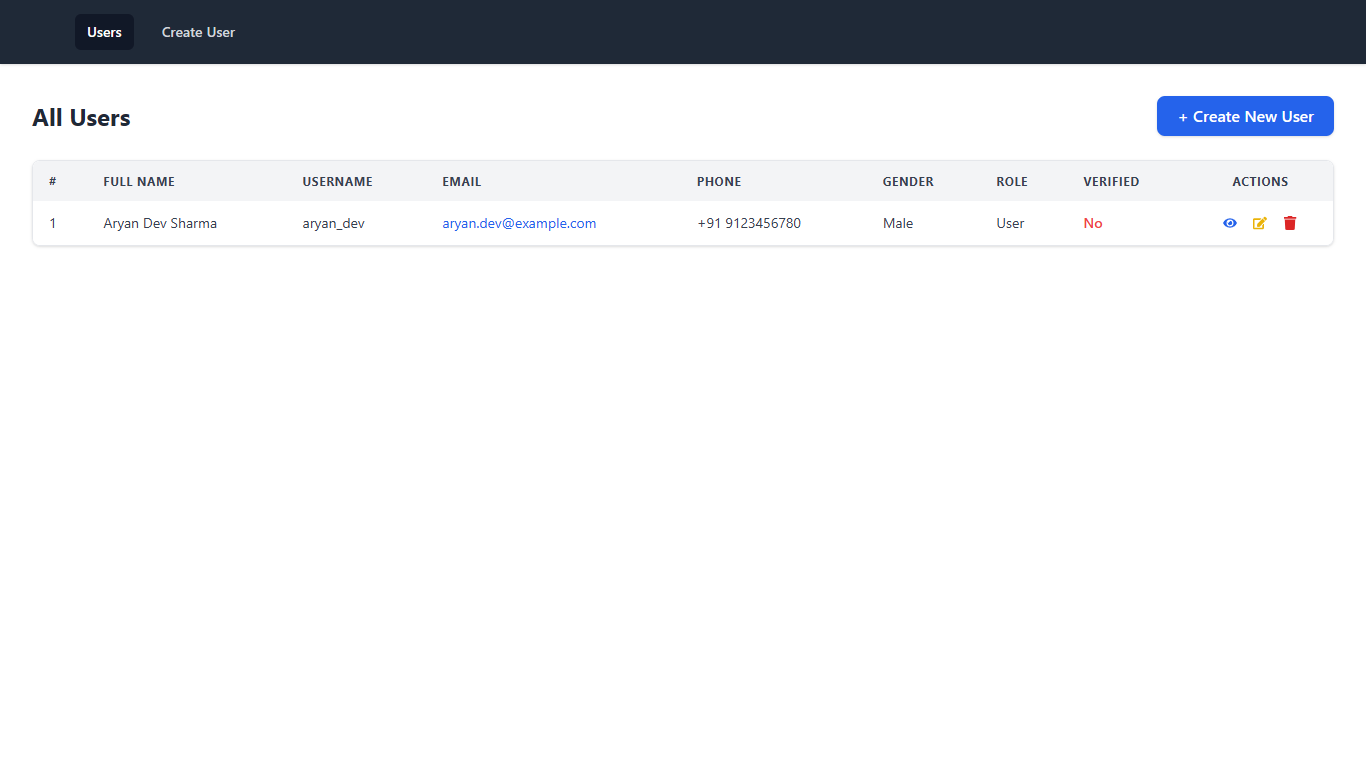 Users Create User
All Users
+ Create New User
# FULL NAME USERNAME EMAIL PHONE GENDER ROLE VERIFIED ACTIONS
1 Aryan Dev Sharma aryan_dev aryan.dev@example.com +91 9123456780 Male User No